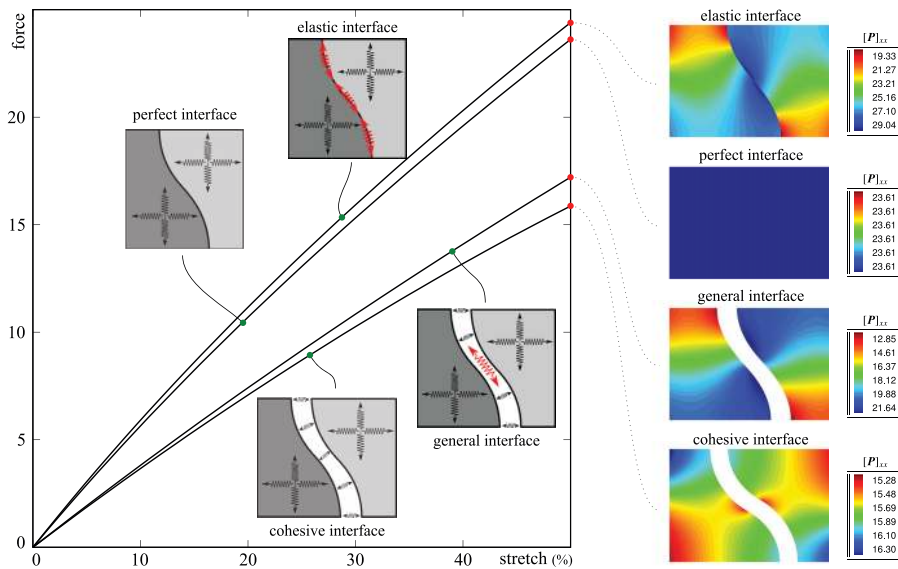 force
20
15
10
5
0
0
10
20
30
40
stretch (%)
elastic interface
perfect interface
general interface
cohesive interface
elastic interface
[P]xx
19.33
21.27
23.21
25.16
27.10
29.04
perfect interface
[P]xx
23.61
23.61
23.61
23.61
23.61
23.61
general interface
[P]xx
12.85
14.61
16.37
18.12
19.88
21.64
cohesive interface
[P]xx
15.28
15.48
15.69
15.89
16.10
16.30